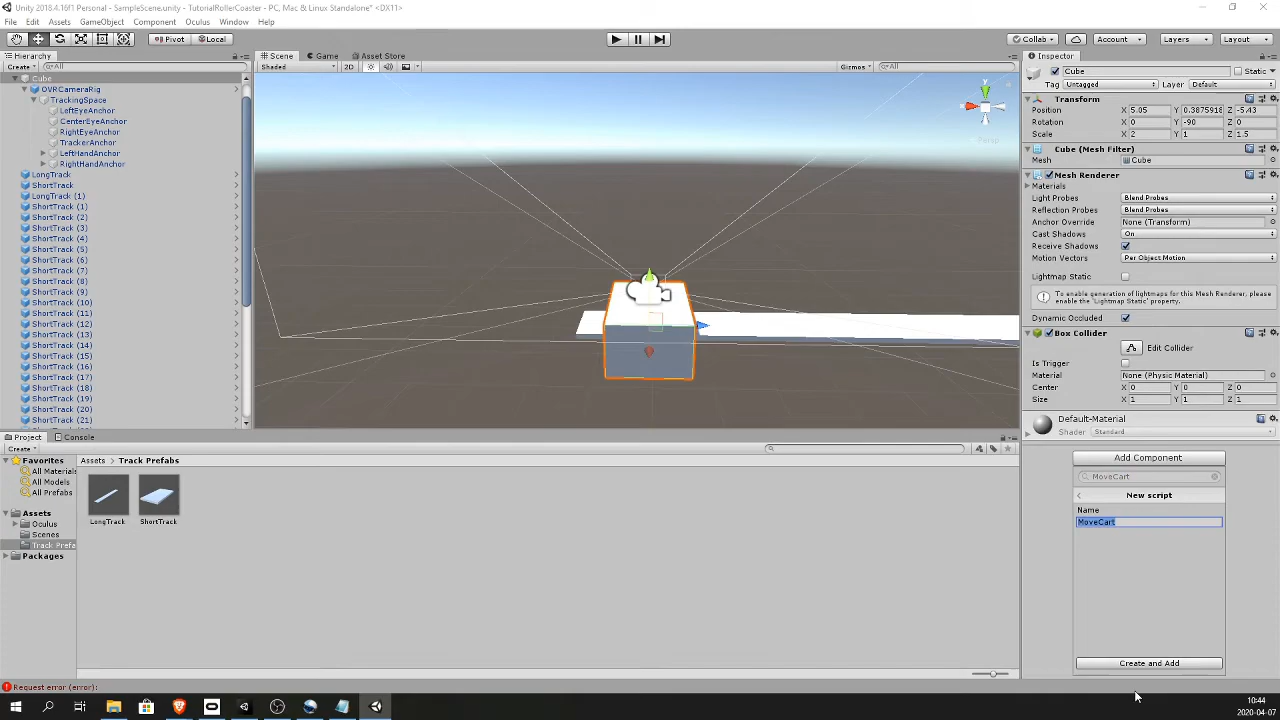 Unity 2018.4.16f1 Personal - SampleScene.unity - TutorialRollerCoaster - PC, Mac & Linux Standalone* <DX11>
File Edit Assets GameObject Component Oculus Window Help
Pivot Local Collab Account Layers Layout
Hierarchy
Create All
Cube
OVRCameraRig
TrackingSpace
LeftEyeAnchor
CenterEyeAnchor
RightEyeAnchor
TrackerAnchor
LeftHandAnchor
RightHandAnchor
LongTrack
ShortTrack
LongTrack (1)
ShortTrack (1)
ShortTrack (2)
ShortTrack (3)
ShortTrack (4)
ShortTrack (5)
ShortTrack (6)
ShortTrack (7)
ShortTrack (8)
ShortTrack (9)
ShortTrack (10)
ShortTrack (11)
ShortTrack (12)
ShortTrack (13)
ShortTrack (14)
ShortTrack (15)
ShortTrack (16)
ShortTrack (17)
ShortTrack (18)
ShortTrack (19)
ShortTrack (20)
ShortTrack (21)
Scene Game Asset Store
Shaded 2D Gizmos All
y
Persp
Inspector
Cube Static
Tag Untagged Layer Default
Transform
Position X 5.05 Y 0.3875918 Z -5.43
Rotation X 0 Y -90 Z 0
Scale X 2 Y 1 Z 1.5
Cube (Mesh Filter)
Mesh Cube
Mesh Renderer
Materials
Light Probes Blend Probes
Reflection Probes Blend Probes
Anchor Override None (Transform)
Cast Shadows On
Receive Shadows
Motion Vectors Per Object Motion
Lightmap Static
To enable generation of lightmaps for this Mesh Renderer, please
enable the 'Lightmap Static' property.
Dynamic Occluded
Box Collider
Edit Collider
Is Trigger
Material None (Physic Material)
Center X 0 Y 0 Z 0
Size X 1 Y 1 Z 1
Default-Material
Shader Standard
Add Component
MoveCart
New script
Name
MoveCart
Create and Add
Project Console
Create
Favorites
All Materials
All Models
All Prefabs
Assets
Oculus
Scenes
Track Prefa
Packages
Assets Track Prefabs
LongTrack ShortTrack
Request error (error):
10:44
2020-04-07